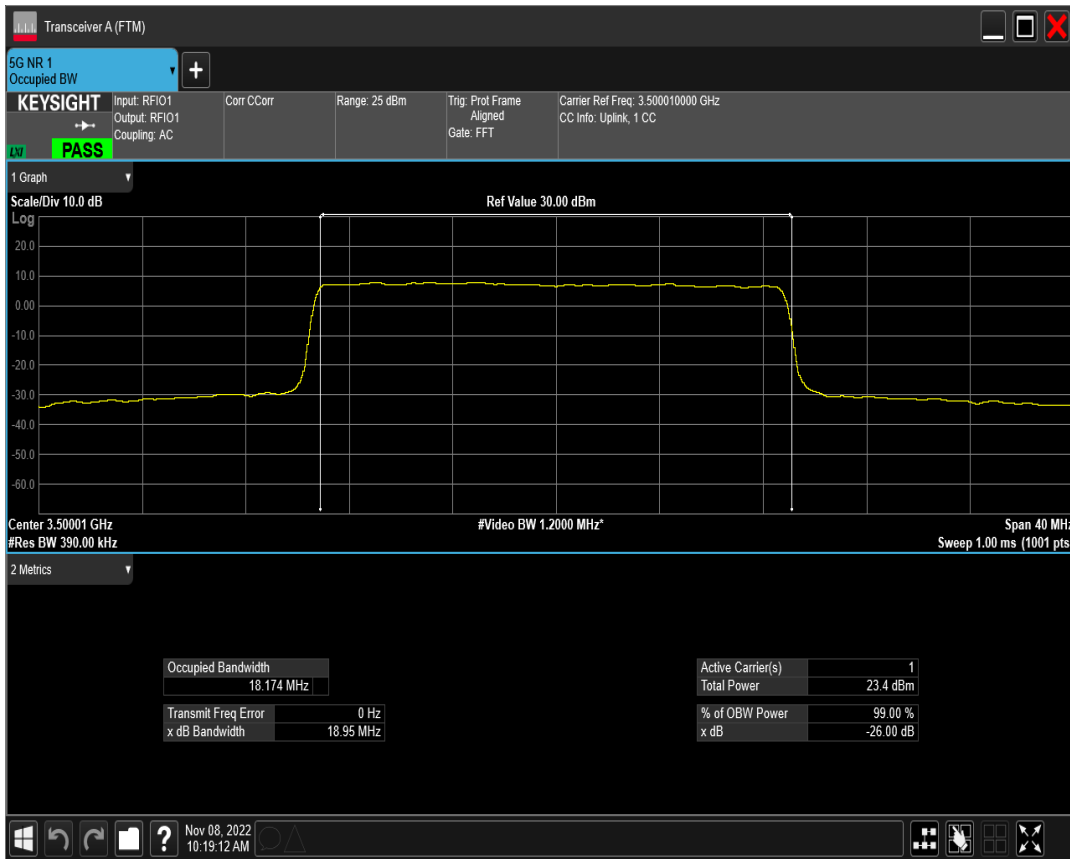 Transceiver A (FTM)
5G NR 1
Occupied BW
+
KEYSIGHT
LXI
PASS
Input: RFIO1
Output: RFIO1
Coupling: AC
Corr CCorr
Range: 25 dBm
Trig: Prot Frame
Aligned
Gate: FFT
Carrier Ref Freq: 3.500010000 GHz
CC Info: Uplink, 1 CC
1 Graph
Scale/Div 10.0 dB
Ref Value 30.00 dBm
Log
20.0
10.0
0.00
-10.0
-20.0
-30.0
-40.0
-50.0
-60.0
Center 3.50001 GHz
#Video BW 1.2000 MHz*
Span 40 MHz
#Res BW 390.00 kHz
Sweep 1.00 ms (1001 pts
2 Metrics
Occupied Bandwidth
18.174 MHz
Transmit Freq Error 0 Hz
x dB Bandwidth 18.95 MHz
Active Carrier(s) 1
Total Power 23.4 dBm
% of OBW Power 99.00 %
x dB -26.00 dB
?
Nov 08, 2022
10:19:12 AM